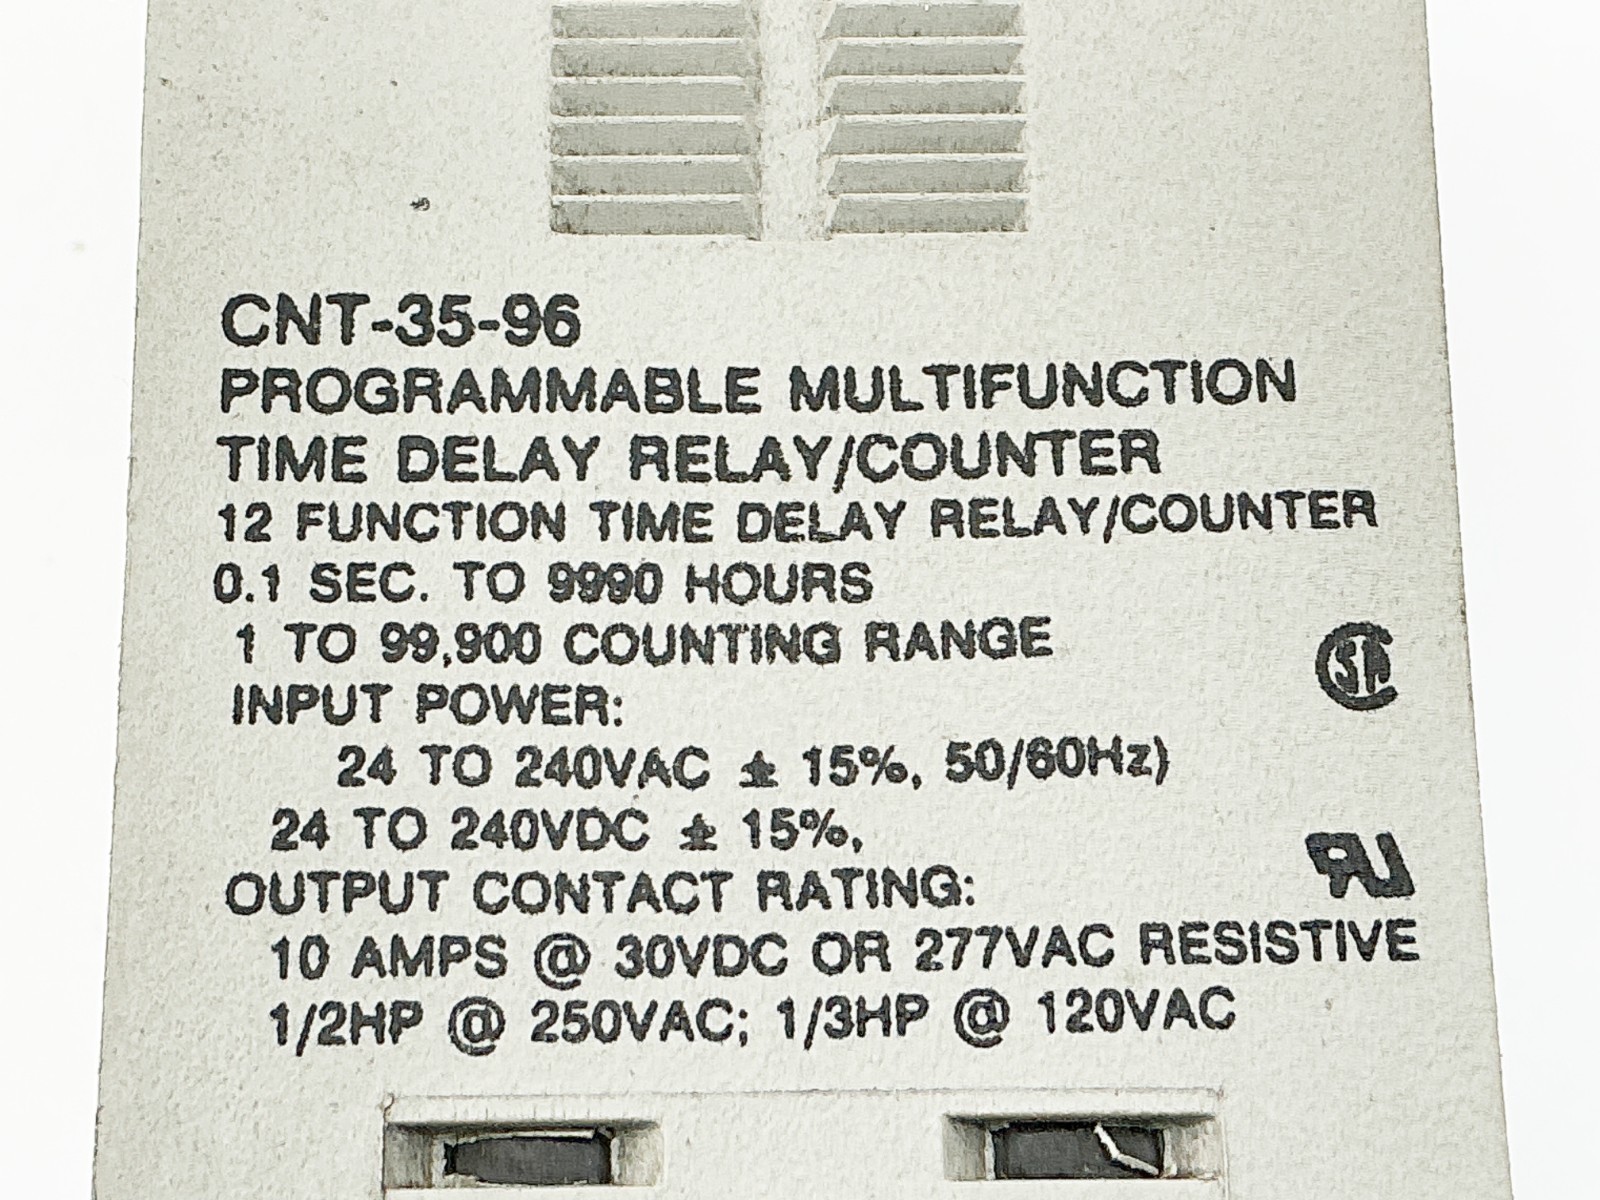 CNT-35-96
PROGRAMMABLE MULTIFUNCTION
TIME DELAY RELAY/COUNTER
12 FUNCTION TIME DELAY RELAY/COUNTER
0.1 SEC. TO 9990 HOURS
1 TO 99,900 COUNTING RANGE
INPUT POWER:
24 TO 240VAC ± 15%, 50/60Hz)
24 TO 240VDC ± 15%,
OUTPUT CONTACT RATING:
10 AMPS @ 30VDC OR 277VAC RESISTIVE
1/2HP @ 250VAC; 1/3HP @ 120VAC